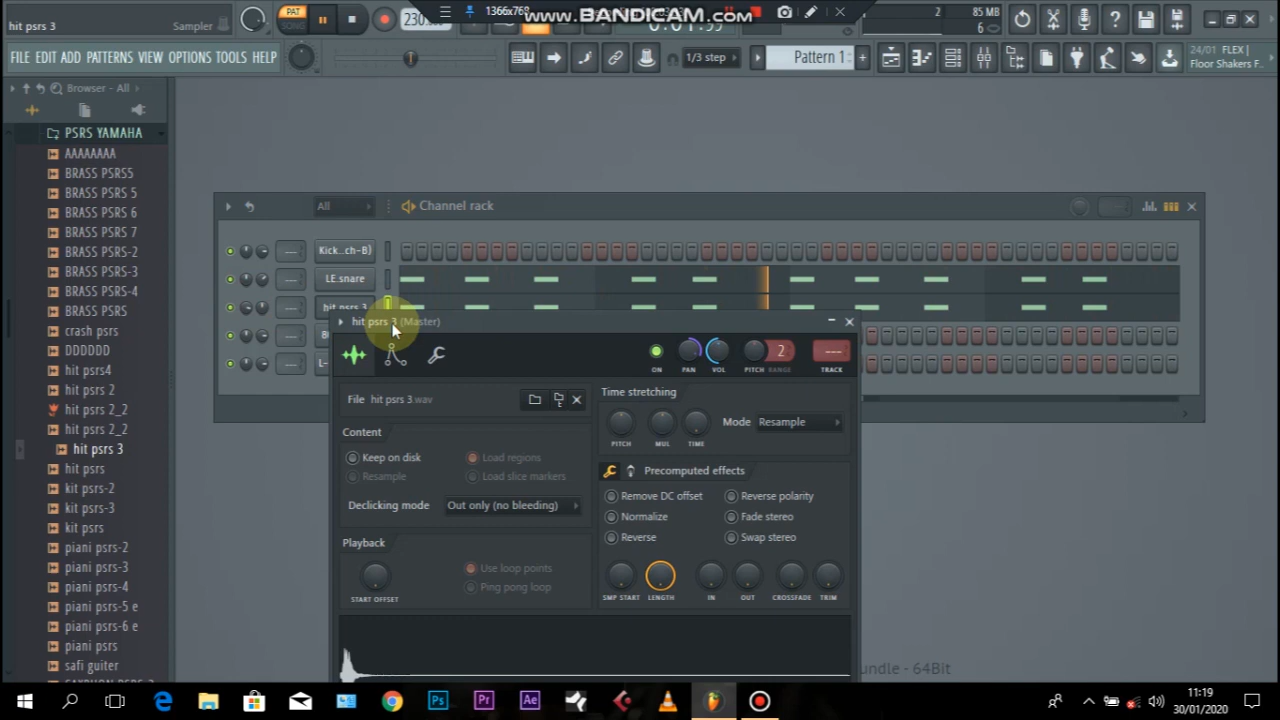 hit psrs 3 Sampler
PAT
SONG
1366x768
www.BANDICAM.com
2 85 MB
6
FILE EDIT ADD PATTERNS VIEW OPTIONS TOOLS HELP
1/3 step
Pattern 1
24/01 FLEX |
Floor Shakers F..
Browser - All
PSRS YAMAHA
AAAAAAAA
BRASS PSRS5
BRASS PSRS 5
BRASS PSRS 6
BRASS PSRS 7
BRASS PSRS-2
BRASS PSRS-3
BRASS PSRS-4
BRASS PSRS
crash psrs
DDDDDD
hit psrs4
hit psrs 2
hit psrs 2_2
hit psrs 2_2
hit psrs 3
hit psrs
kit psrs-2
kit psrs-3
kit psrs
piani psrs-2
piani psrs-3
piani psrs-4
piani psrs-5 e
piani psrs-6 e
piani psrs
safi guiter
All
Channel rack
Kick...ch-B)
LE.snare
hit psrs 3
hit psrs 3 (Master)
ON PAN VOL PITCH 2 RANGE TRACK
File hit psrs 3.wav
Content
Keep on disk
Load regions
Resample
Load slice markers
Declicking mode Out only (no bleeding)
Playback
START OFFSET
Use loop points
Ping pong loop
Time stretching
PITCH MUL TIME
Mode Resample
Precomputed effects
Remove DC offset
Reverse polarity
Normalize
Fade stereo
Reverse
Swap stereo
SMP START LENGTH IN OUT CROSSFADE TRIM
undle - 64Bit
Ps
Pr
Ae
11:19
30/01/2020